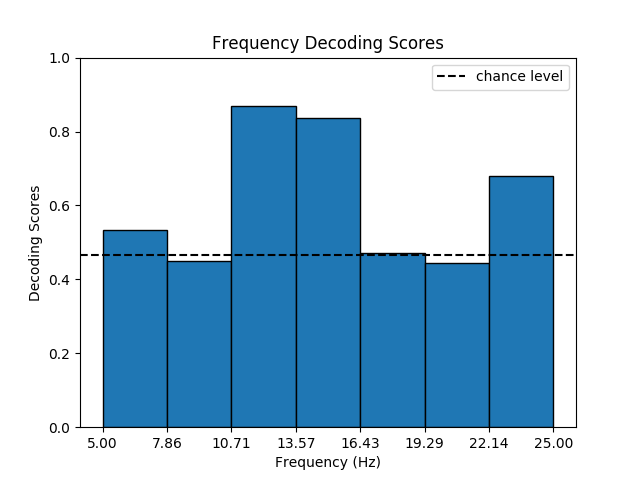 Frequency Decoding Scores
chance level
1.0
0.8
0.6
0.4
0.2
0.0
Decoding Scores
5.00 7.86 10.71 13.57 16.43 19.29 22.14 25.00
Frequency (Hz)